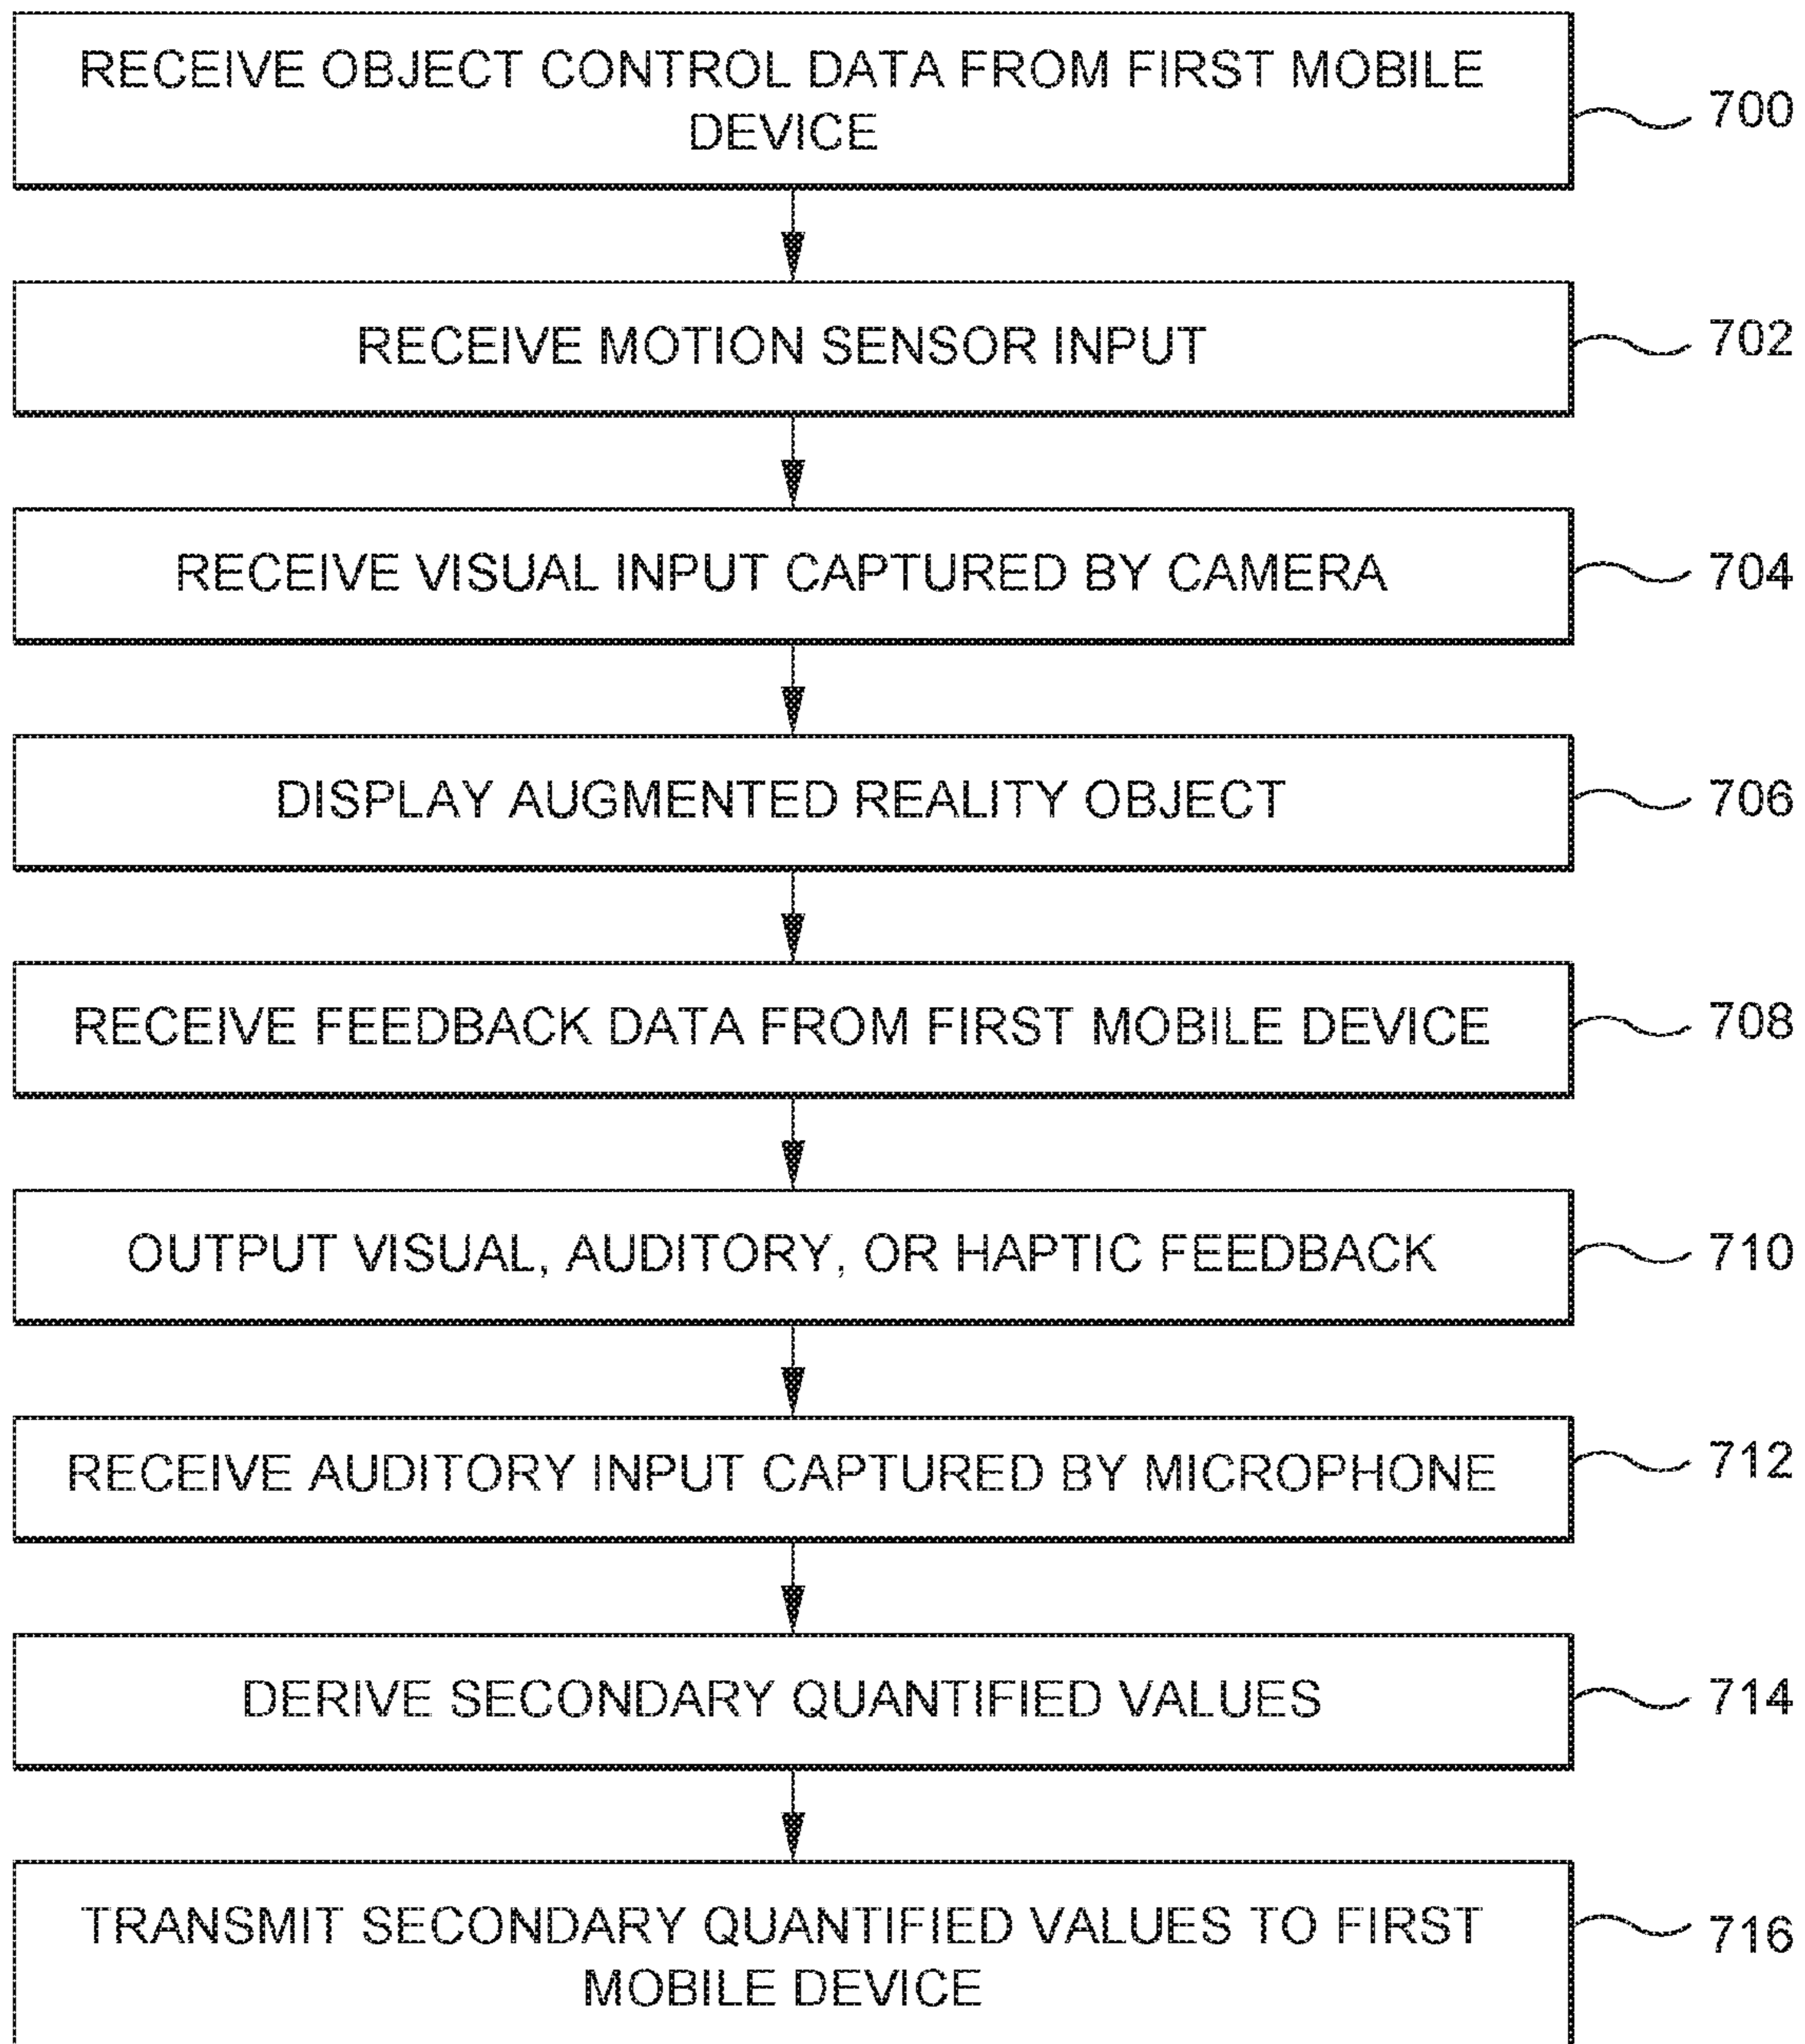 RECEIVE OBJECT CONTROL DATA FROM FIRST MOBILE
DEVICE
700
RECEIVE MOTION SENSOR INPUT
702
RECEIVE VISUAL INPUT CAPTURED BY CAMERA
704
DISPLAY AUGMENTED REALITY OBJECT
706
RECEIVE FEEDBACK DATA FROM FIRST MOBILE DEVICE
708
OUTPUT VISUAL, AUDITORY, OR HAPTIC FEEDBACK
710
RECEIVE AUDITORY INPUT CAPTURED BY MICROPHONE
712
DERIVE SECONDARY QUANTIFIED VALUES
714
TRANSMIT SECONDARY QUANTIFIED VALUES TO FIRST
MOBILE DEVICE
716